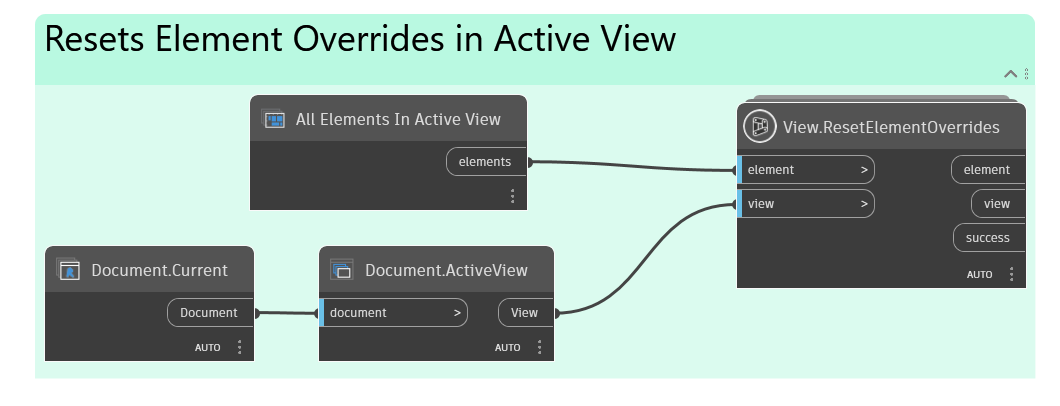 Resets Element Overrides in Active View
All Elements In Active View
elements
View.ResetElementOverrides
element > element
view > view
success
AUTO
Document.Current
Document
AUTO
Document.ActiveView
document > View
AUTO